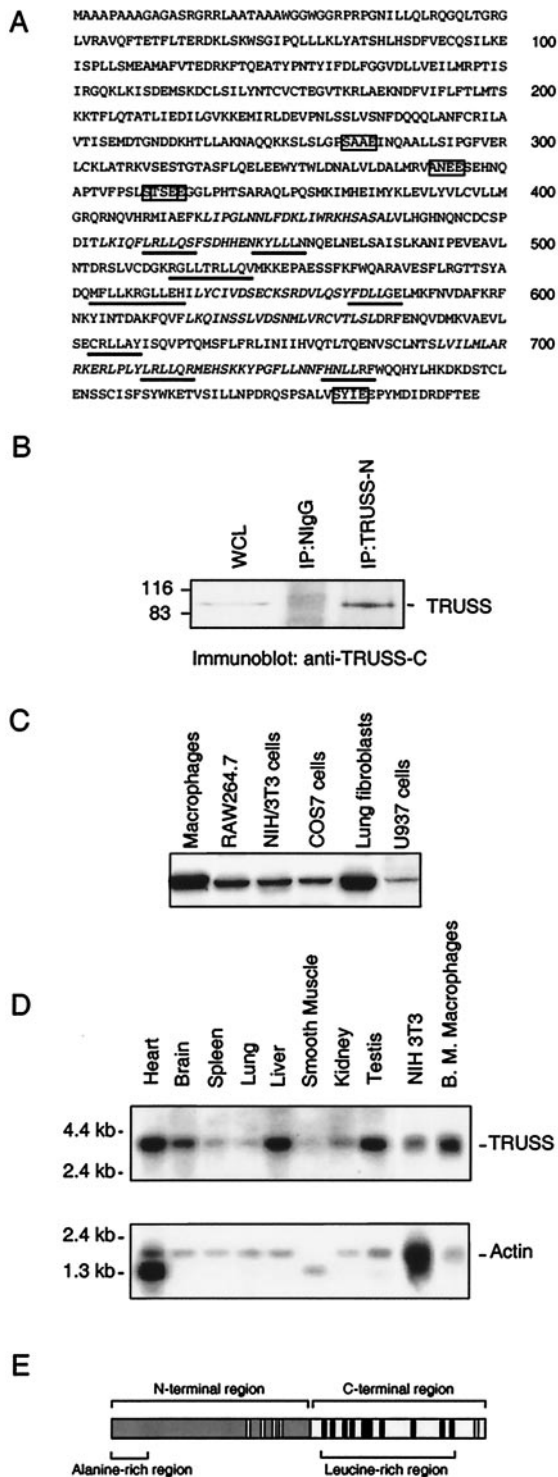 A
MAAAPAAAGAGASRGRRLAATAAAWGGWGGRPRPGNILLQLRQGQLTGRG
LVRAVQFTETFLTERDKLSKWSGIPQLLLKLYATSHLHSDFVECQSILKE 100
ISPLLSMEAMAFVTEDRKFTQEATYPNTYIFDLFGGVDLLVEILMRPTIS
IRGQKLKISDEMSKDCLSILYNTCVCTEGVTKRLAEKNDFVIFLFTLMTS 200
KKTFLQTATLIEDILGVKKEMIRLDEVPNLSSLVSNFDQQQLANFCRILA
VTISEMDTGNDDKHTLLAKNAQQKKSLSLGFSAAEINQAALLSIPGFVER 300
LCKLATRKVSESTGTASFLQELEEWYTWLDNALVLDALMRVANEESEHNQ
APTVFPSLSTSEEGGLPHTSARAQLPQSMKIMHEIMYKLEVLYVLCVLLM 400
GRQRNQVHRMIAEFKLIPGLNNLFDKLIWRKHSASALVLHGHNQNCDCSP
DITLKIQFLRLLQSFSDHHENKYLLLNNQELNELSAISLKANIPEVEAVL 500
NTDRSLVCDGKRGLLTRLLQVMKKEPAESSFKFWQARAVESFLRGTTSYA
DQMFLLKRGLLEHILYCIVDSECKSRDVLQSYFDLLGELMKFNVDAFKRF 600
NKYINTDAKFQVFLKQINSSLVDSNMLVRCVTLSLDRFENQVDMKVAEVL
SECRLLAYISQVPTQMSFLFRLINIIHVQTLTQENVSCLNTSLVILMLAR 700
RKERLPLYLRLLQRMEHSKKYPGFLLNNFHNLLRFWQQHYLHKDKDSTCL
ENSSCISFSYWKETVSILLNPDRQSPSALVSYIEEPYMDIDRDFTEE
B
WCL IP:NIgG IP:TRUSS-N
116
83
TRUSS
Immunoblot: anti-TRUSS-C
C
Macrophages RAW264.7 NIH/3T3 cells COS7 cells Lung fibroblasts U937 cells
D
Heart Brain Spleen Lung Liver Smooth Muscle Kidney Testis NIH 3T3 B. M. Macrophages
4.4 kb
TRUSS
2.4 kb
2.4 kb
Actin
1.3 kb
E
N-terminal region C-terminal region
Alanine-rich region Leucine-rich region